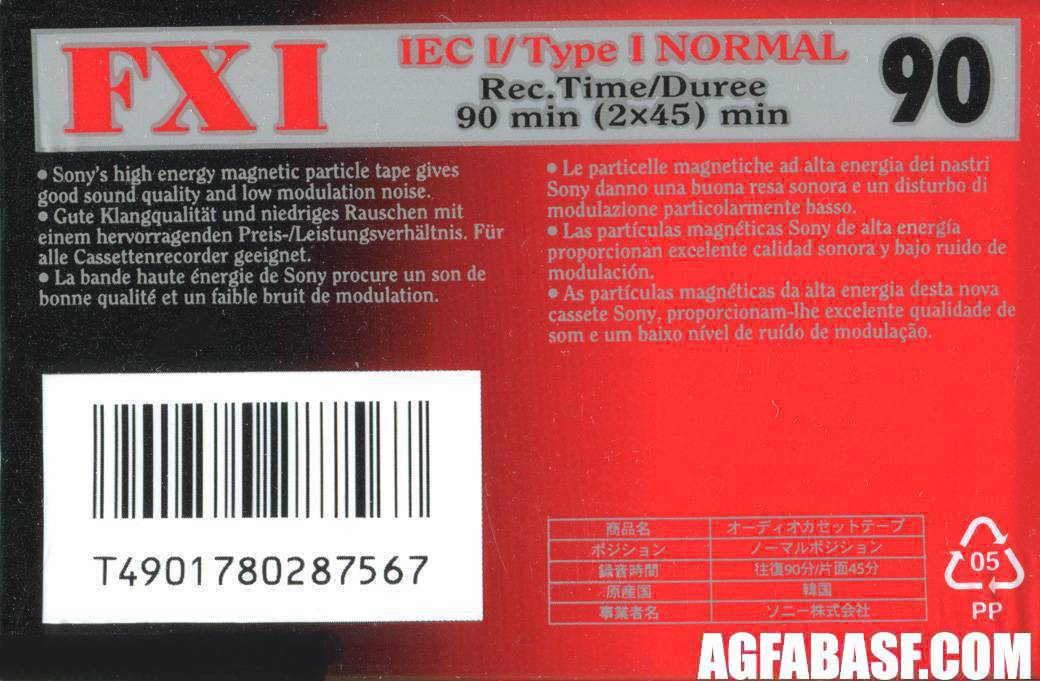 FX I
IEC I/Type I NORMAL
Rec.Time/Duree
90 min (2×45) min
90
• Sony's high energy magnetic particle tape gives
good sound quality and low modulation noise.
• Gute Klangqualität und niedriges Rauschen mit
einem hervorragenden Preis-/Leistungsverhältnis. Für
alle Cassettenrecorder geeignet.
• La bande haute énergie de Sony procure un son de
bonne qualité et un faible bruit de modulation.
• Le particelle magnetiche ad alta energia dei nastri
Sony danno una buona resa sonora e un disturbo di
modulazione particolarmente basso.
• Las partículas magnéticas Sony de alta energía
proporcionan excelente calidad sonora y bajo ruido de
modulación.
• As partículas magnéticas da alta energia desta nova
cassete Sony, proporcionam-lhe excelente qualidade de
som e um baixo nível de ruído de modulação.
T4901780287567
商品名 オーディオカセットテープ
ポジション ノーマルポジション
録音時間 往復90分/片面45分
原産国 韓国
事業者名 ソニー株式会社
05
PP
AGFABASF.COM